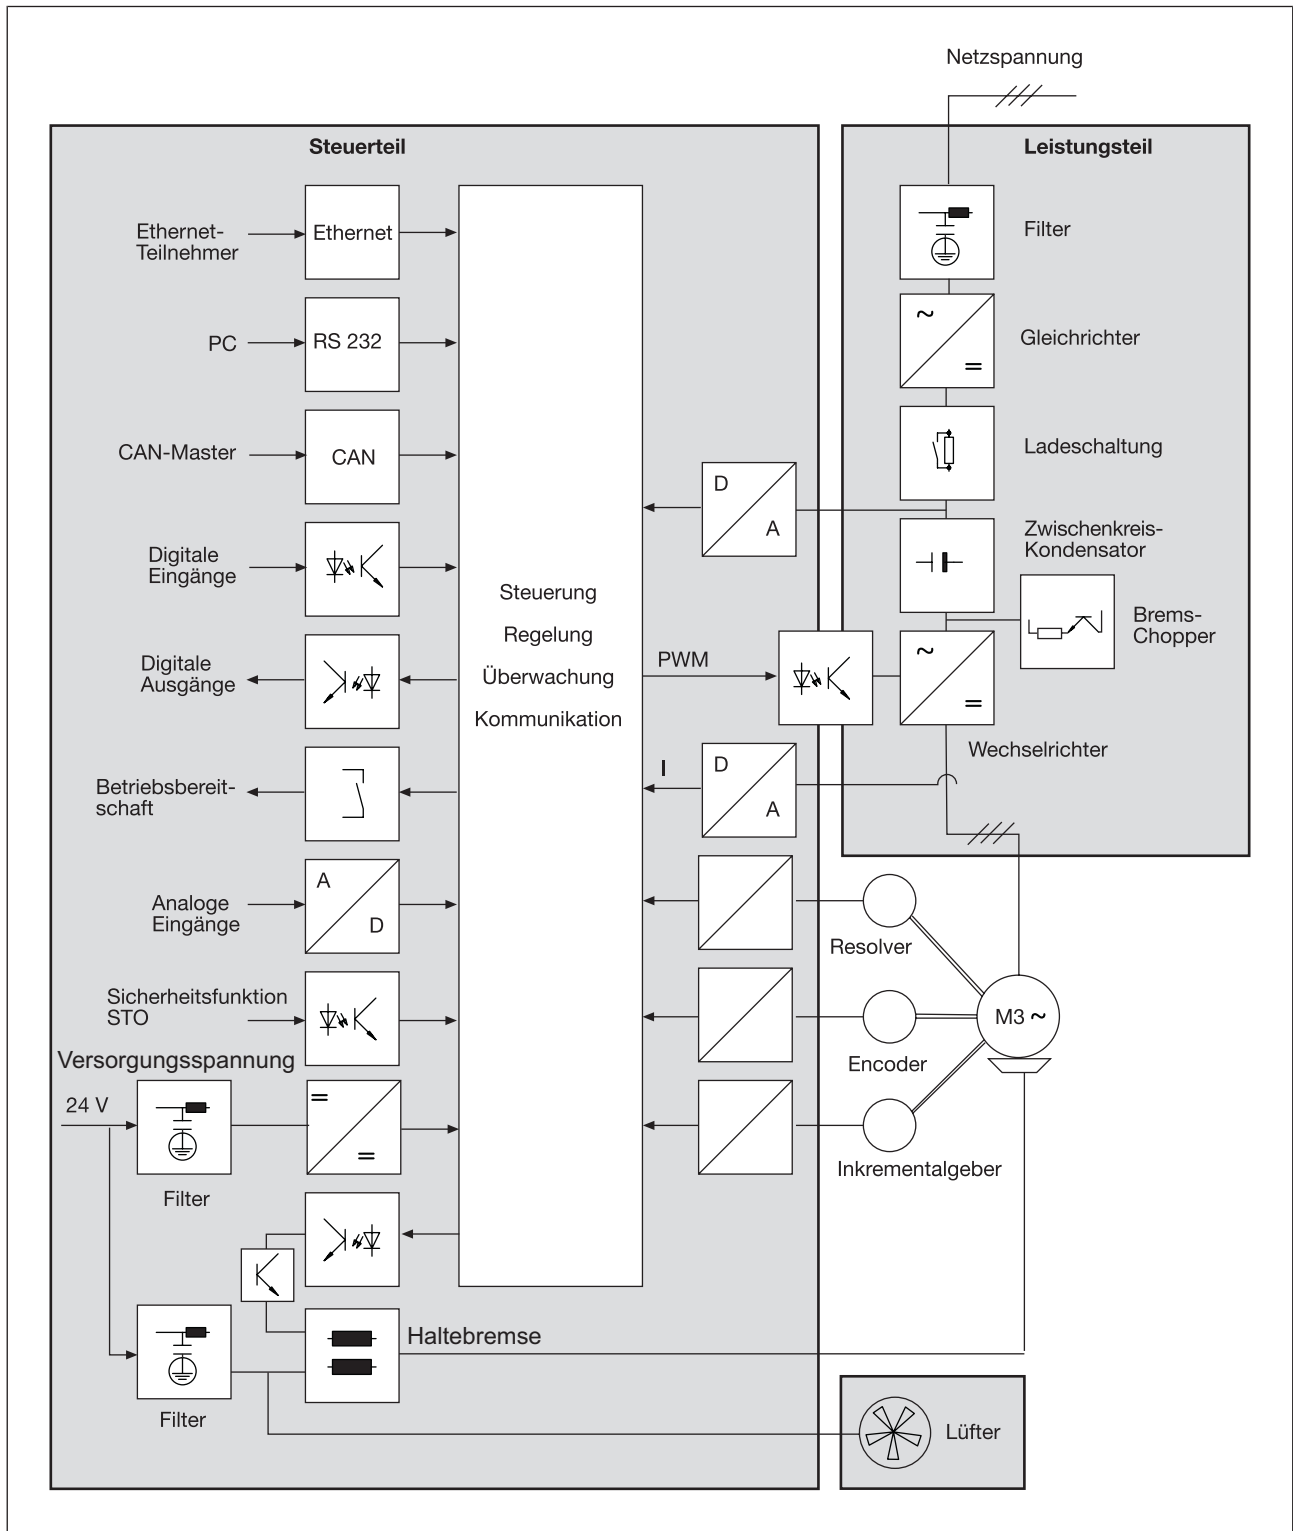 Netzspannung
Steuerteil
Leistungsteil
Ethernet-
Teilnehmer
Ethernet
Filter
PC
RS 232
Gleichrichter
CAN-Master
CAN
Ladeschaltung
D
A
Zwischenkreis-
Kondensator
Digitale
Eingänge
Steuerung
Regelung
Überwachung
Kommunikation
Brems-
Chopper
Digitale
Ausgänge
PWM
Wechselrichter
Betriebsbereit-
schaft
I
D
A
Analoge
Eingänge
A
D
Resolver
Sicherheitsfunktion
STO
M3 ~
Encoder
Versorgungsspannung
24 V
Filter
Inkrementalgeber
Haltebremse
Filter
Lüfter